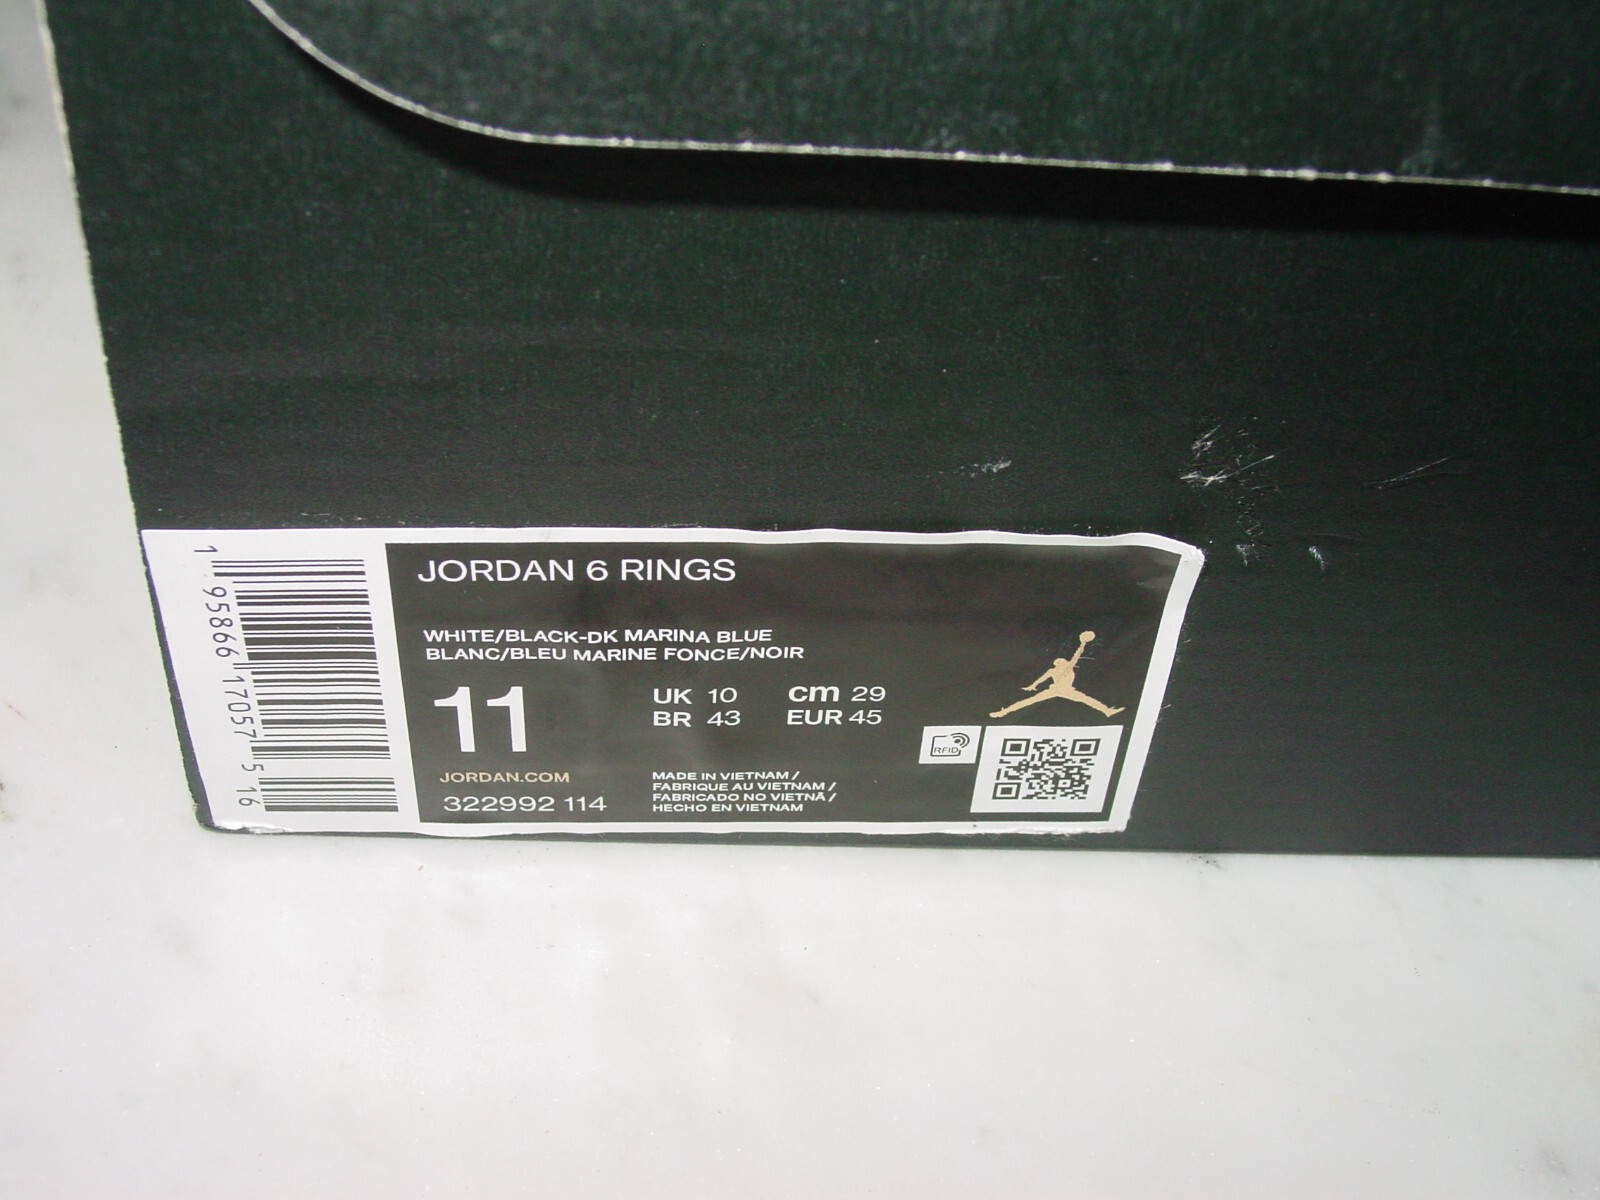 JORDAN 6 RINGS
WHITE/BLACK-DK MARINA BLUE
BLANC/BLEU MARINE FONCE/NOIR
11
UK 10 cm 29
BR 43 EUR 45
JORDAN.COM
322992 114
MADE IN VIETNAM /
FABRIQUE AU VIETNAM /
FABRICADO NO VIETNÃ /
HECHO EN VIETNAM
RFID
1 95866 17057 5 16